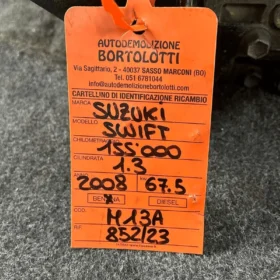 AUTODEMOLIZIONE
BORTOLOTTI
Via Sagittario, 2 - 40037 SASSO MARCONI (BO)
Tel. 051 6781044
info@autodemolizionebortolotti.com
CARTELLINO DI IDENTIFICAZIONE RICAMBIO
MARCA SUZUKI
MODELLO SWIFT
CHILOMETRI 155.000
CILINDRATA 1.3
2008 67.5
BENZINA DIESEL
COD. M13A
RIF. 852/23